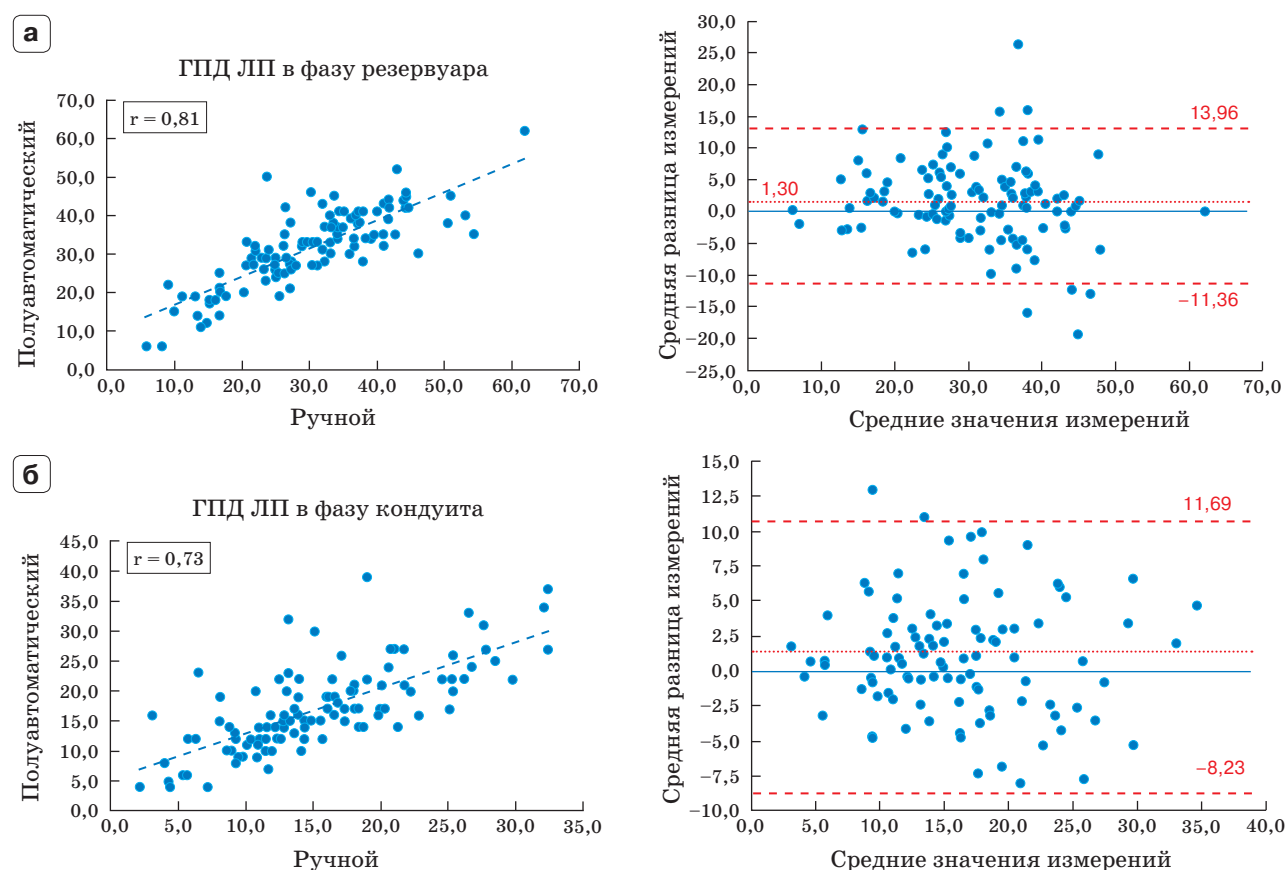 а
ГПД ЛП в фазу резервуара
r = 0,81
Полуавтоматический
70,0
60,0
50,0
40,0
30,0
20,0
10,0
0,0
0,0 10,0 20,0 30,0 40,0 50,0 60,0 70,0
Ручной
Средняя разница измерений
30,0
25,0
20,0
15,0
10,0
5,0
0,0
−5,0
−10,0
−15,0
−20,0
−25,0
13,96
1,30
−11,36
0,0 10,0 20,0 30,0 40,0 50,0 60,0 70,0
Средние значения измерений
б
ГПД ЛП в фазу кондуита
r = 0,73
Полуавтоматический
45,0
40,0
35,0
30,0
25,0
20,0
15,0
10,0
5,0
0,0
0,0 5,0 10,0 15,0 20,0 25,0 30,0 35,0
Ручной
Средняя разница измерений
15,0
12,5
10,0
7,5
5,0
2,5
0,0
−2,5
−5,0
−7,5
−10,0
11,69
−8,23
0,0 5,0 10,0 15,0 20,0 25,0 30,0 35,0 40,0
Средние значения измерений